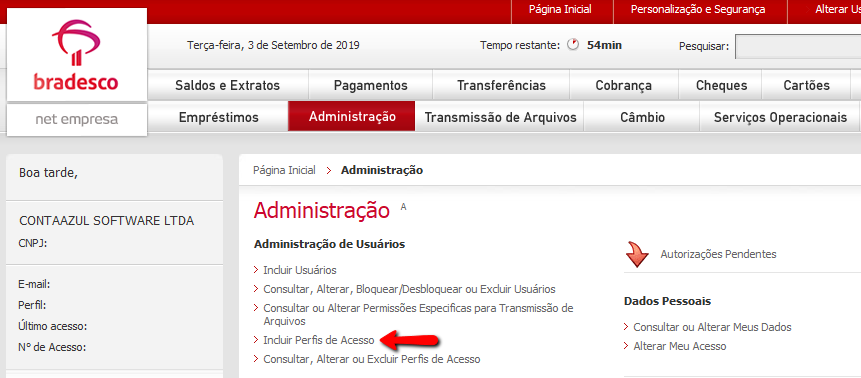 Página Inicial
Personalização e Segurança
Alterar Us
Terça-feira, 3 de Setembro de 2019
Tempo restante:
54min
Pesquisar:
bradesco
net empresa
Saldos e Extratos
Pagamentos
Transferências
Cobrança
Cheques
Cartões
Empréstimos
Administração
Transmissão de Arquivos
Câmbio
Serviços Operacionais
Boa tarde,
CONTAAZUL SOFTWARE LTDA
CNPJ:
E-mail:
Perfil:
Último acesso:
Nº de Acesso:
Página Inicial > Administração
Administração A
Administração de Usuários
> Incluir Usuários
> Consultar, Alterar, Bloquear/Desbloquear ou Excluir Usuários
> Consultar ou Alterar Permissões Especificas para Transmissão de
Arquivos
> Incluir Perfis de Acesso
> Consultar, Alterar ou Excluir Perfis de Acesso
Autorizações Pendentes
Dados Pessoais
> Consultar ou Alterar Meus Dados
> Alterar Meu Acesso